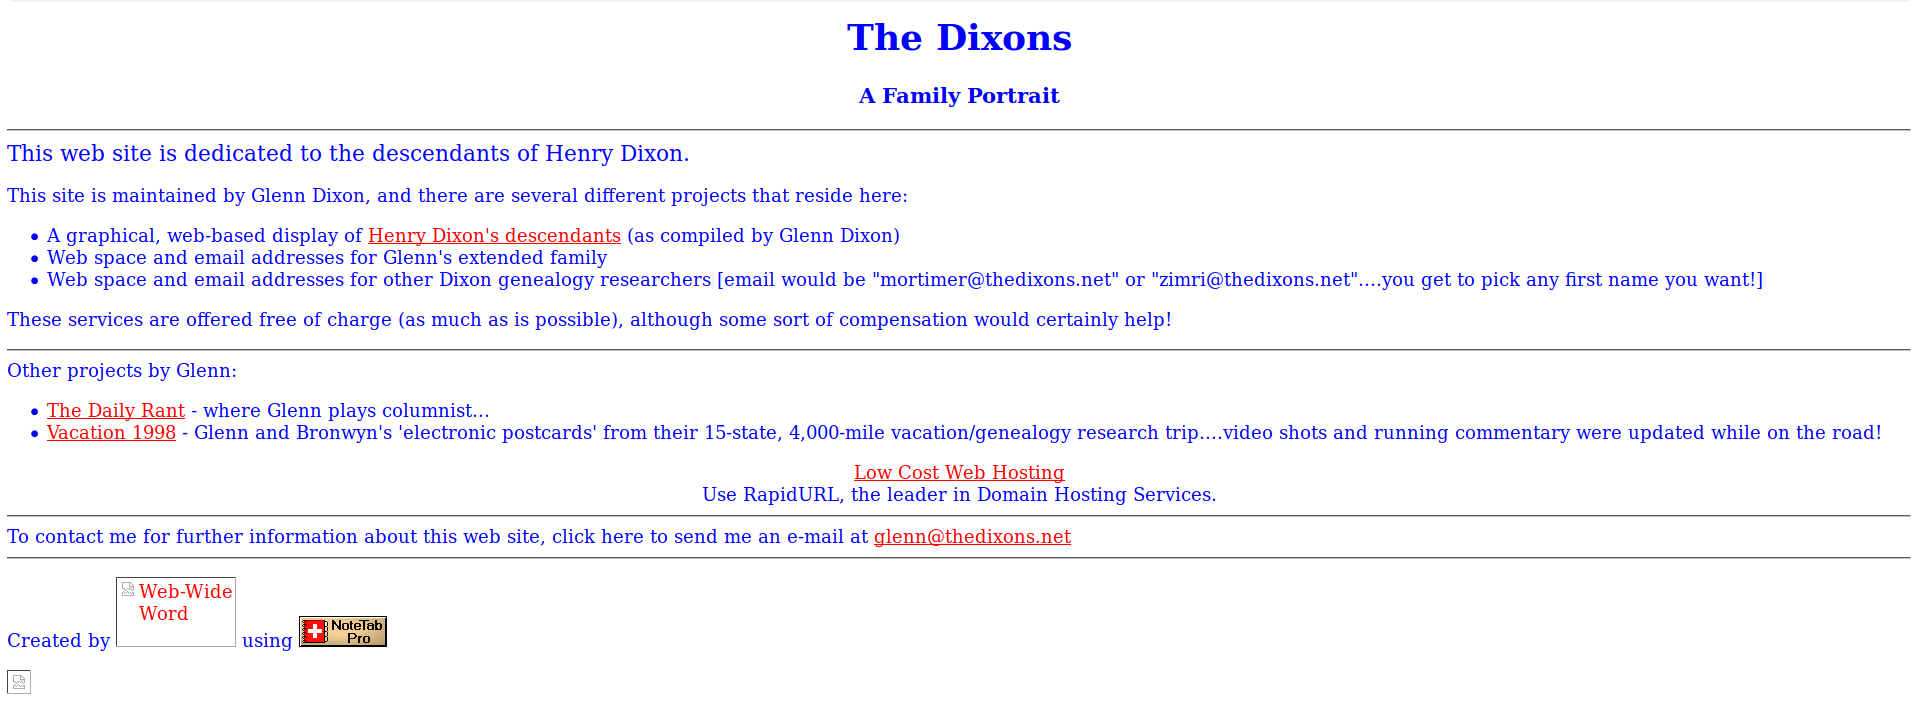 The Dixons
A Family Portrait
This web site is dedicated to the descendants of Henry Dixon.
This site is maintained by Glenn Dixon, and there are several different projects that reside here:
A graphical, web-based display of Henry Dixon's descendants (as compiled by Glenn Dixon)
Web space and email addresses for Glenn's extended family
Web space and email addresses for other Dixon genealogy researchers [email would be "mortimer@thedixons.net" or "zimri@thedixons.net"....you get to pick any first name you want!]
These services are offered free of charge (as much as is possible), although some sort of compensation would certainly help!
Other projects by Glenn:
The Daily Rant - where Glenn plays columnist...
Vacation 1998 - Glenn and Bronwyn's 'electronic postcards' from their 15-state, 4,000-mile vacation/genealogy research trip....video shots and running commentary were updated while on the road!
Low Cost Web Hosting
Use RapidURL, the leader in Domain Hosting Services.
To contact me for further information about this web site, click here to send me an e-mail at glenn@thedixons.net
Web-Wide
Word
Created by using
NoteTab
Pro